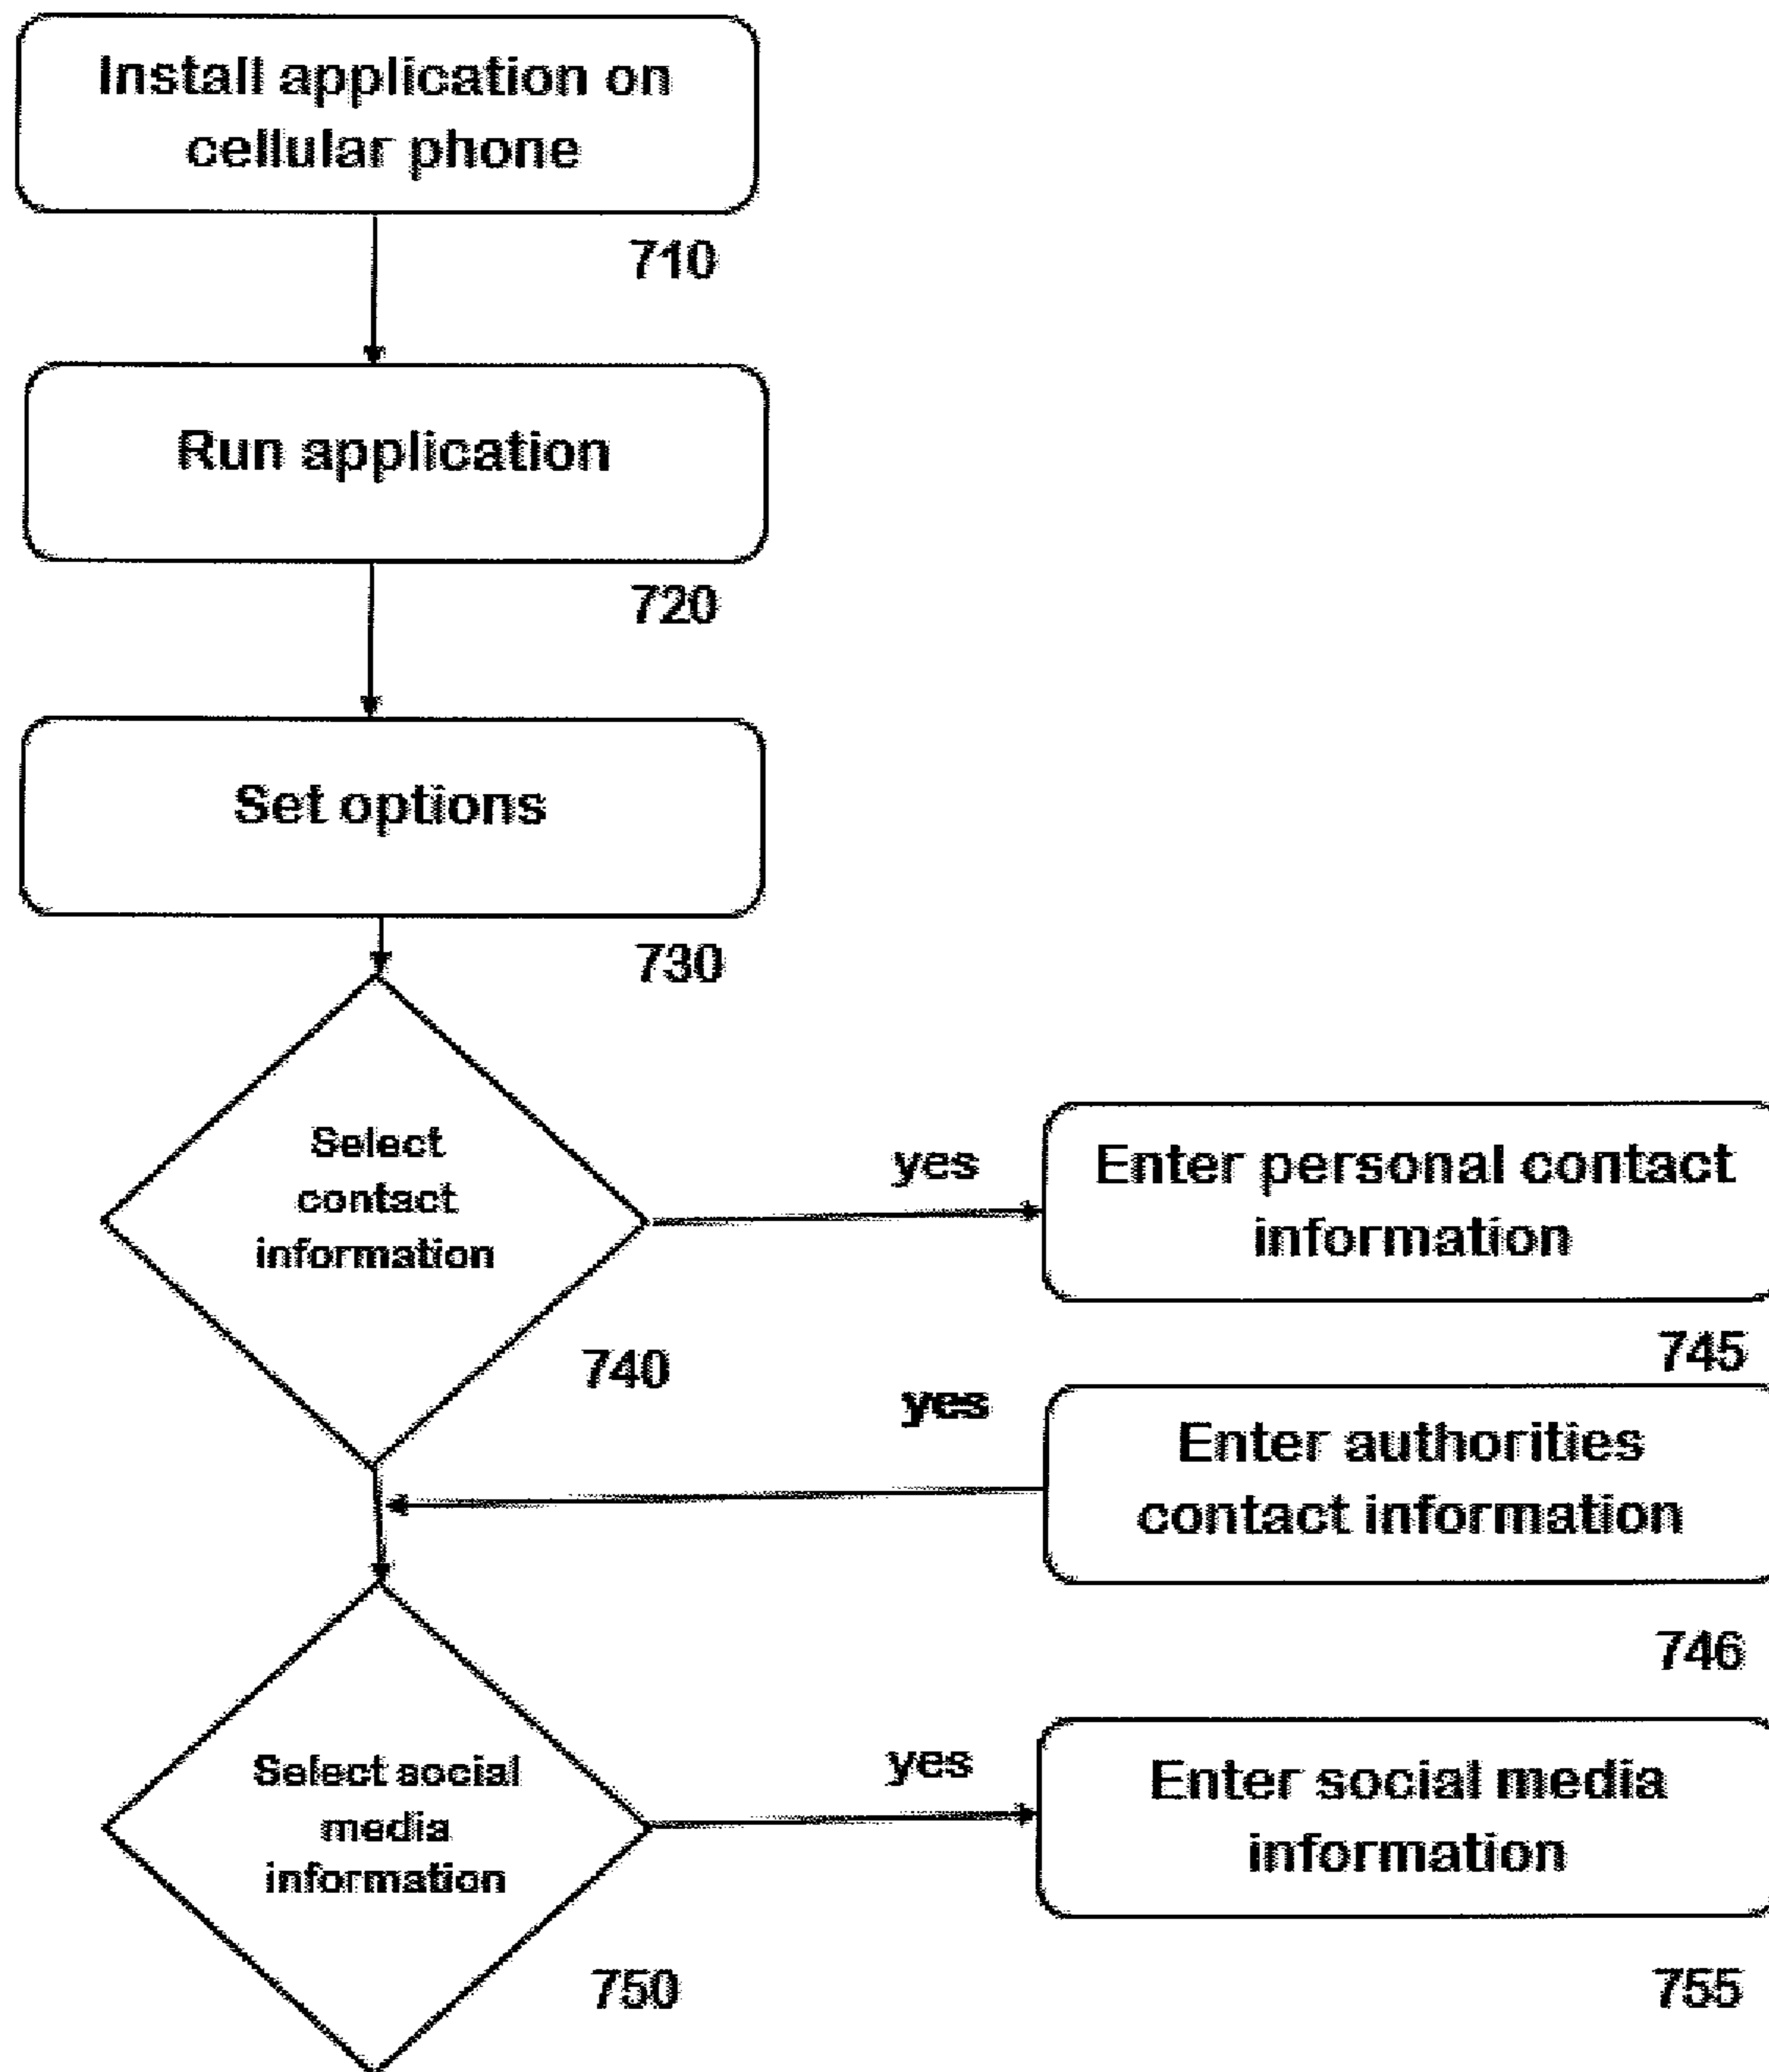 Install application on
cellular phone
710
Run application
720
Set options
730
Select
contact
information
740
yes
Enter personal contact
information
745
yes
Enter authorities
contact information
746
Select social
media
information
750
yes
Enter social media
information
755